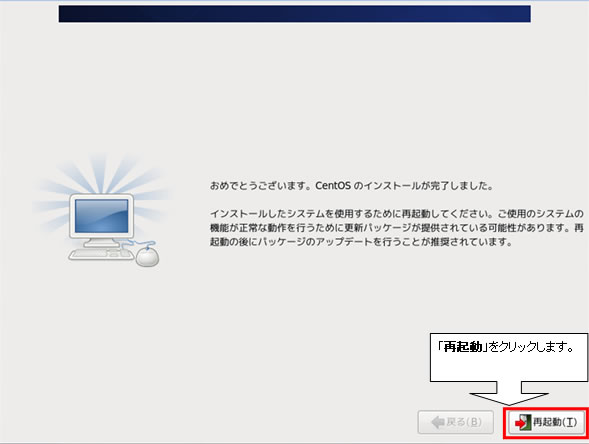 おめでとうございます。CentOS のインストールが完了しました。
インストールしたシステムを使用するために再起動してください。ご使用のシステムの
機能が正常な動作を行うために更新パッケージが提供されている可能性があります。再
起動の後にパッケージのアップデートを行うことが推奨されています。
「再起動」をクリックします。
戻る(B)
再起動(T)